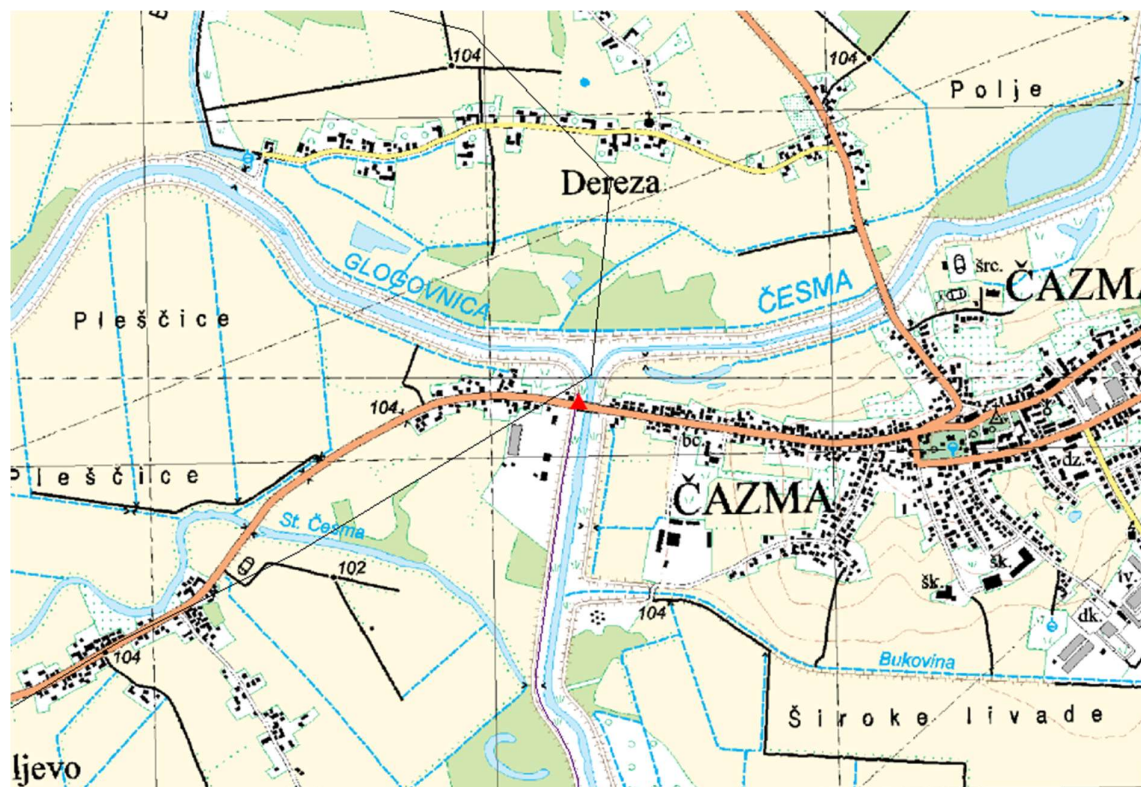 104
104
Polje
Dereza
GLOGOVNICA
ČESMA
šrc.
ČAZMA
Pleščice
104
bc.
Pleščice
ČAZMA
dz.
St. Česma
102
šk.
šk.
iv.
104
dk.
104
Bukovina
Široke livade
ljevo